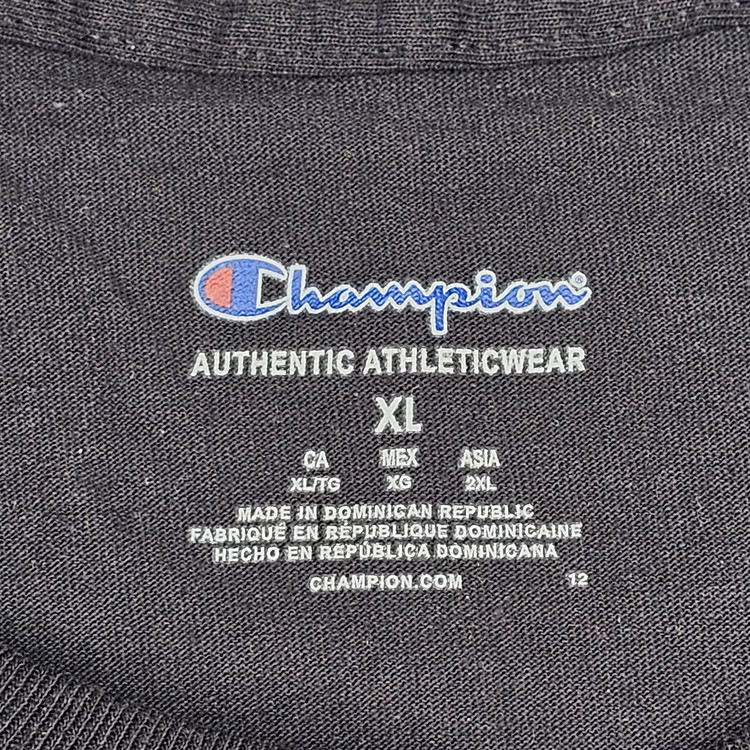 Champion®
AUTHENTIC ATHLETICWEAR
XL
CA MEX ASIA
XL/TG XG 2XL
MADE IN DOMINICAN REPUBLIC
FABRIQUÉ EN RÉPUBLIQUE DOMINICAINE
HECHO EN REPÚBLICA DOMINICANA
CHAMPION.COM 12